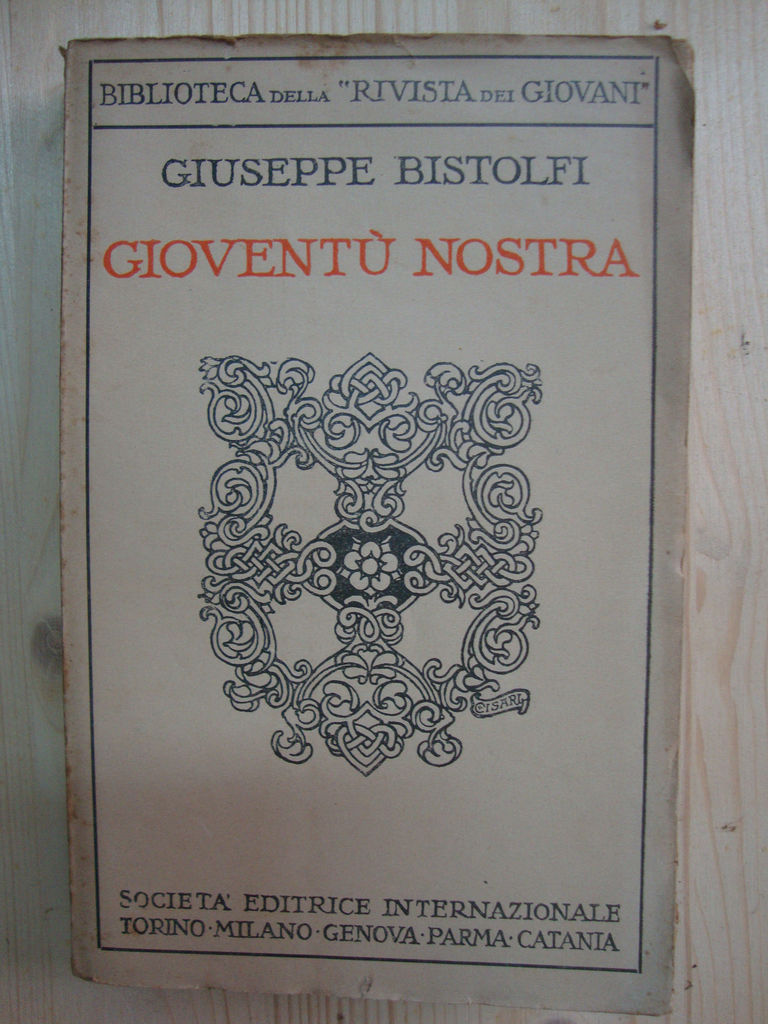 BIBLIOTECA DELLA "RIVISTA DEI GIOVANI"
GIUSEPPE BISTOLFI
GIOVENTÙ NOSTRA
CISARI
SOCIETA' EDITRICE INTERNAZIONALE
TORINO·MILANO·GENOVA·PARMA·CATANIA